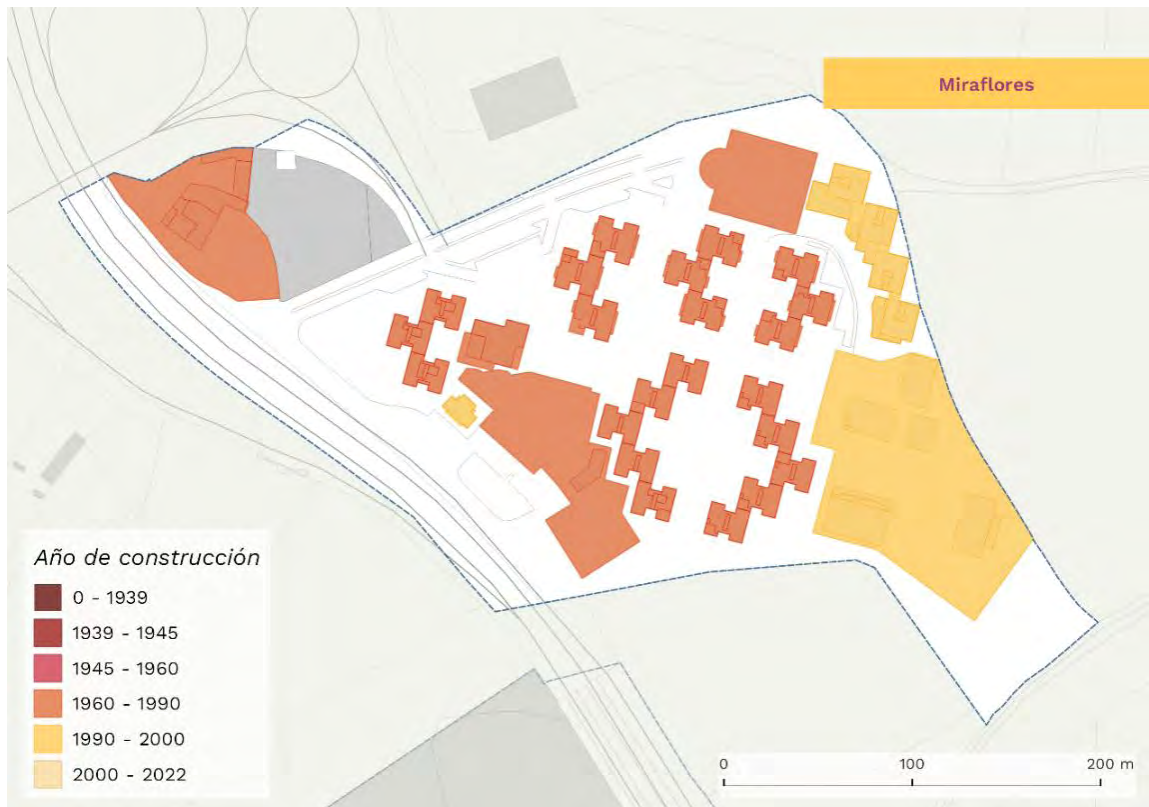 Miraflores
Año de construcción
0 - 1939
1939 - 1945
1945 - 1960
1960 - 1990
1990 - 2000
2000 - 2022
0 100 200 m